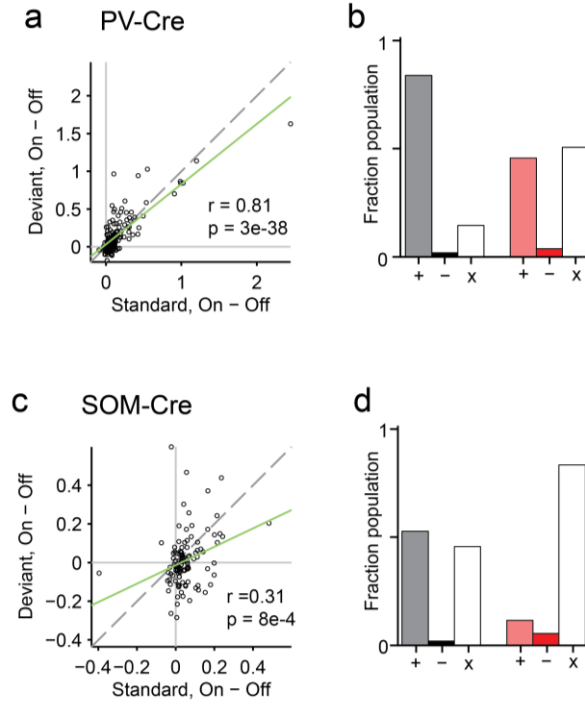 a PV-Cre
Deviant, On − Off
2
1.5
1
0.5
0
r = 0.81
p = 3e-38
0 1 2
Standard, On − Off
b
Fraction population
1
0
+ − x + − x
c SOM-Cre
Deviant, On − Off
0.4
0.2
0
−0.2
−0.4
r =0.31
p = 8e-4
−0.4 −0.2 0 0.2 0.4
Standard, On − Off
d
Fraction population
1
0
+ − x + − x